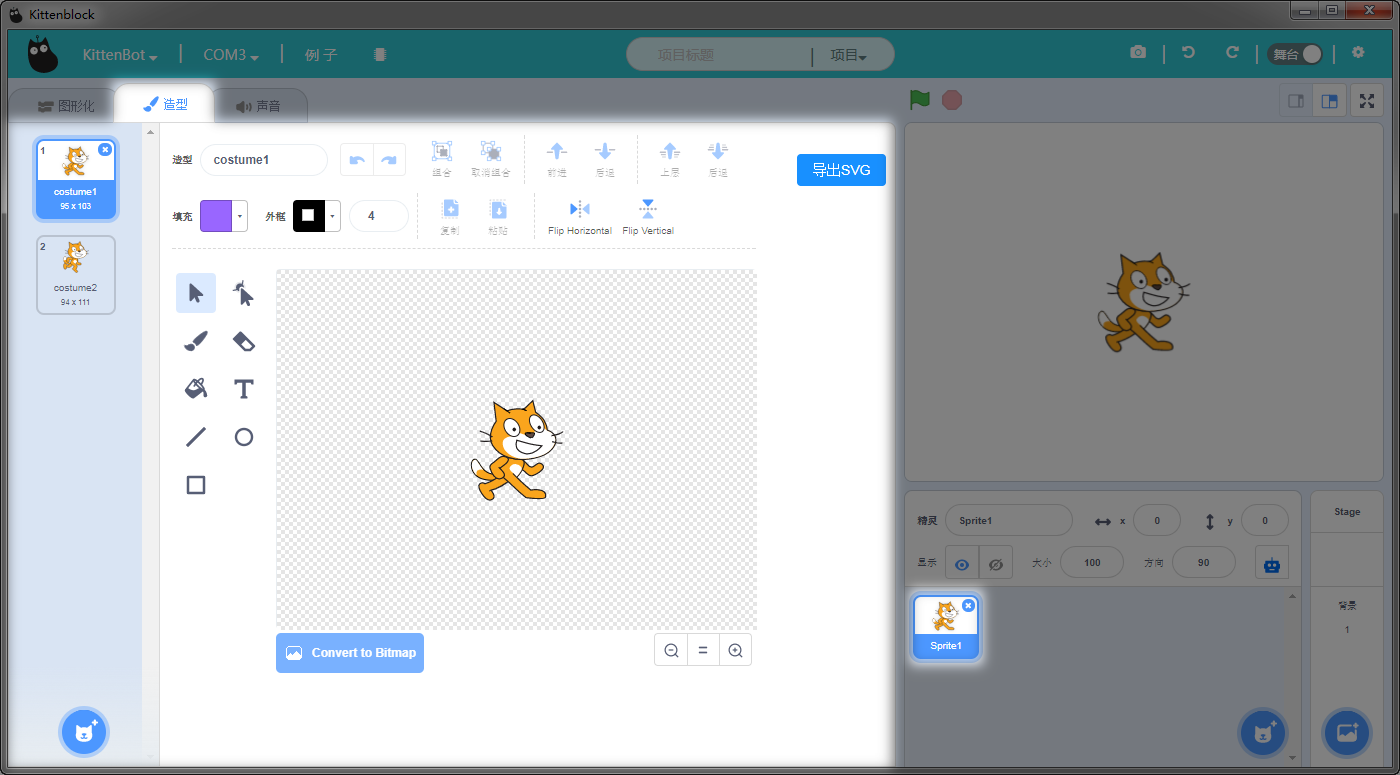 Kittenblock
KittenBot
COM3
例子
项目标题
项目
舞台
图形化
造型
声音
1
costume1
95 x 103
2
costume2
94 x 111
造型
costume1
组合
取消组合
前进
后退
上层
后退
导出SVG
填充
外框
4
复制
粘贴
Flip Horizontal
Flip Vertical
T
Convert to Bitmap
精灵
Sprite1
x
0
y
0
显示
大小
100
方向
90
Sprite1
Stage
背景
1